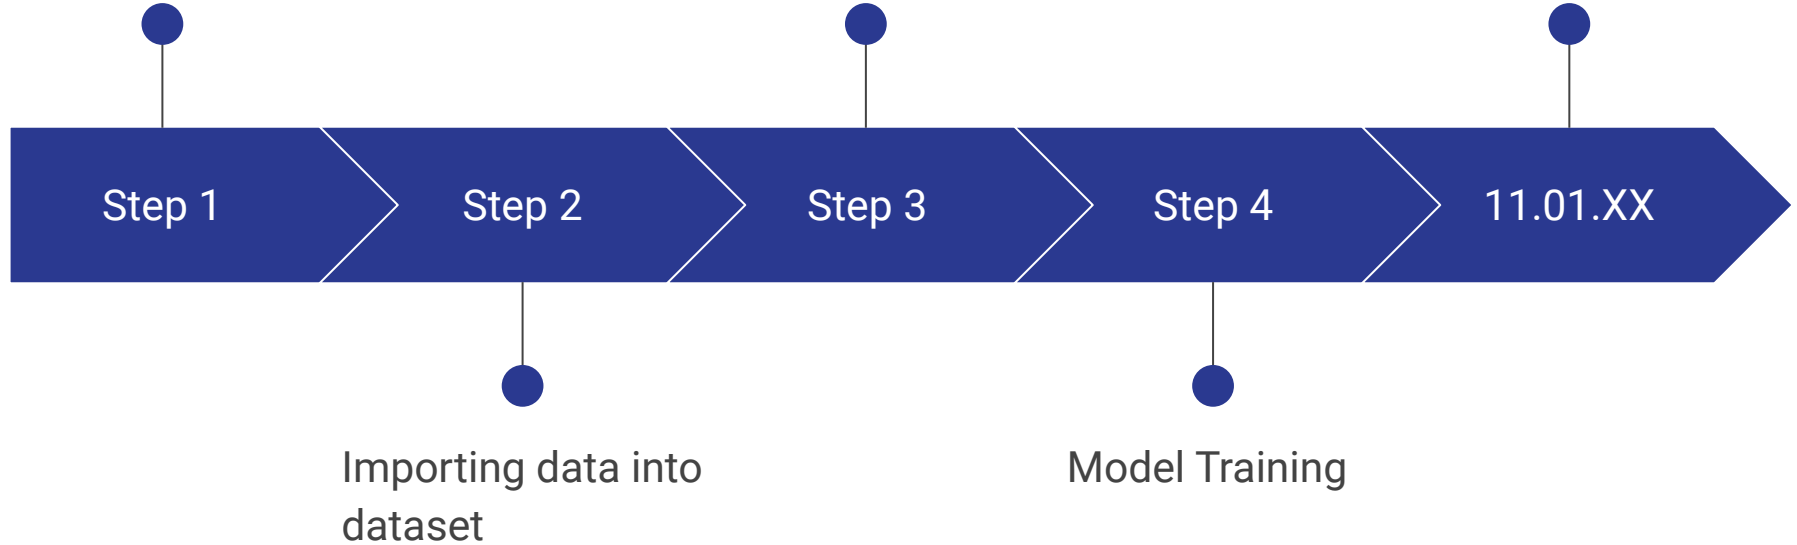 Step 1
Step 2
Step 3
Step 4
11.01.XX
Importing data into
dataset
Model Training